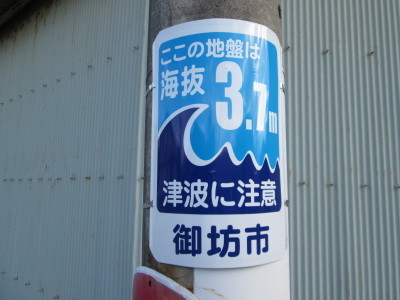 ここの地盤は
海抜 3.7m
津波に注意
御坊市